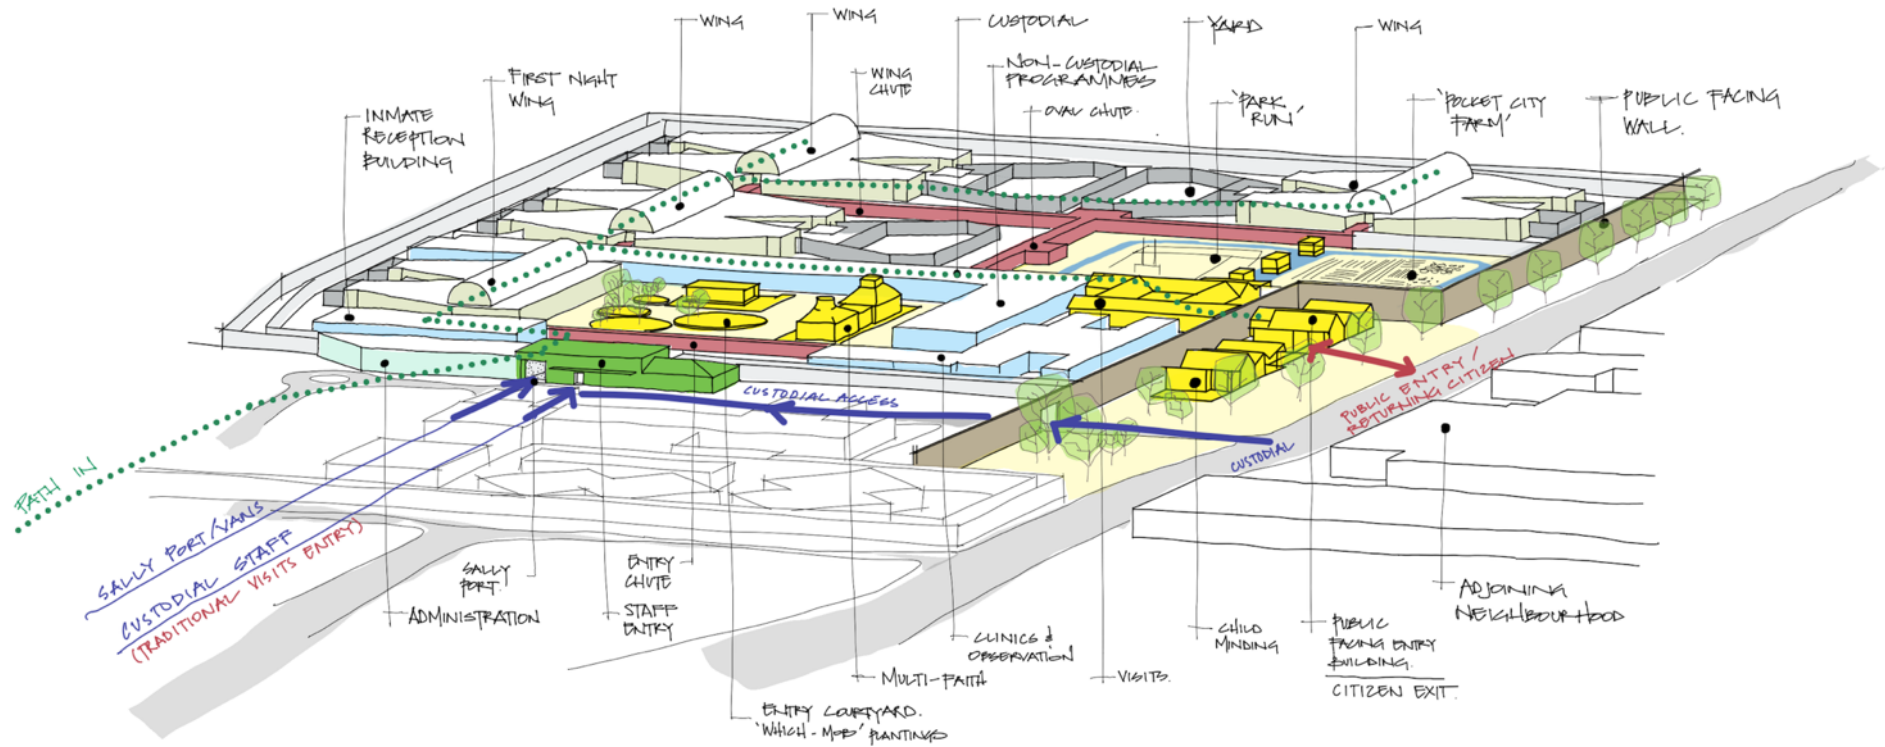 WING
WING
CUSTODIAL
YARD
WING
FIRST NIGHT
WING
WING
CHUTE
NON-CUSTODIAL
PROGRAMMES
OVAL CHUTE.
'PARK
RUN'
'POCKET CITY
FARM'
PUBLIC FACING
WALL.
INMATE
RECEPTION
BUILDING
PATH IN
SALLY PORT/VANS
CUSTODIAL STAFF
(TRADITIONAL VISITS ENTRY)
CUSTODIAL ACCESS
CUSTODIAL
PUBLIC ENTRY /
RETURNING CITIZEN
SALLY
PORT.
ADMINISTRATION
ENTRY
CHUTE
STAFF
ENTRY
ENTRY COURTYARD.
'WHICH-MOB' PLANTINGS
MULTI-FAITH
CLINICS &
OBSERVATION
VISITS.
CHILD
MINDING
PUBLIC
FACING ENTRY
BUILDING.
CITIZEN EXIT.
ADJOINING
NEIGHBOURHOOD